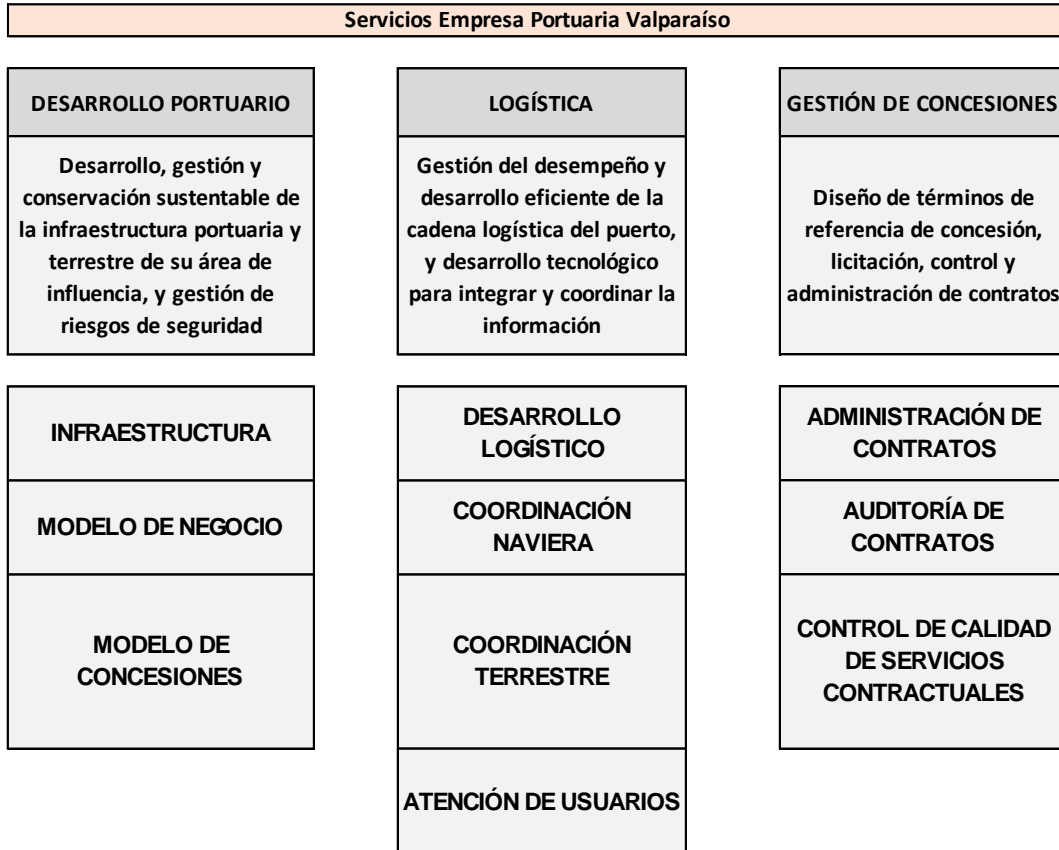 Servicios Empresa Portuaria Valparaíso
DESARROLLO PORTUARIO
Desarrollo, gestión y
conservación sustentable de
la infraestructura portuaria y
terrestre de su área de
influencia, y gestión de
riesgos de seguridad
INFRAESTRUCTURA
MODELO DE NEGOCIO
MODELO DE
CONCESIONES
LOGÍSTICA
Gestión del desempeño y
desarrollo eficiente de la
cadena logística del puerto,
y desarrollo tecnológico
para integrar y coordinar la
información
DESARROLLO
LOGÍSTICO
COORDINACIÓN
NAVIERA
COORDINACIÓN
TERRESTRE
ATENCIÓN DE USUARIOS
GESTIÓN DE CONCESIONES
Diseño de términos de
referencia de concesión,
licitación, control y
administración de contratos
ADMINISTRACIÓN DE
CONTRATOS
AUDITORÍA DE
CONTRATOS
CONTROL DE CALIDAD
DE SERVICIOS
CONTRACTUALES